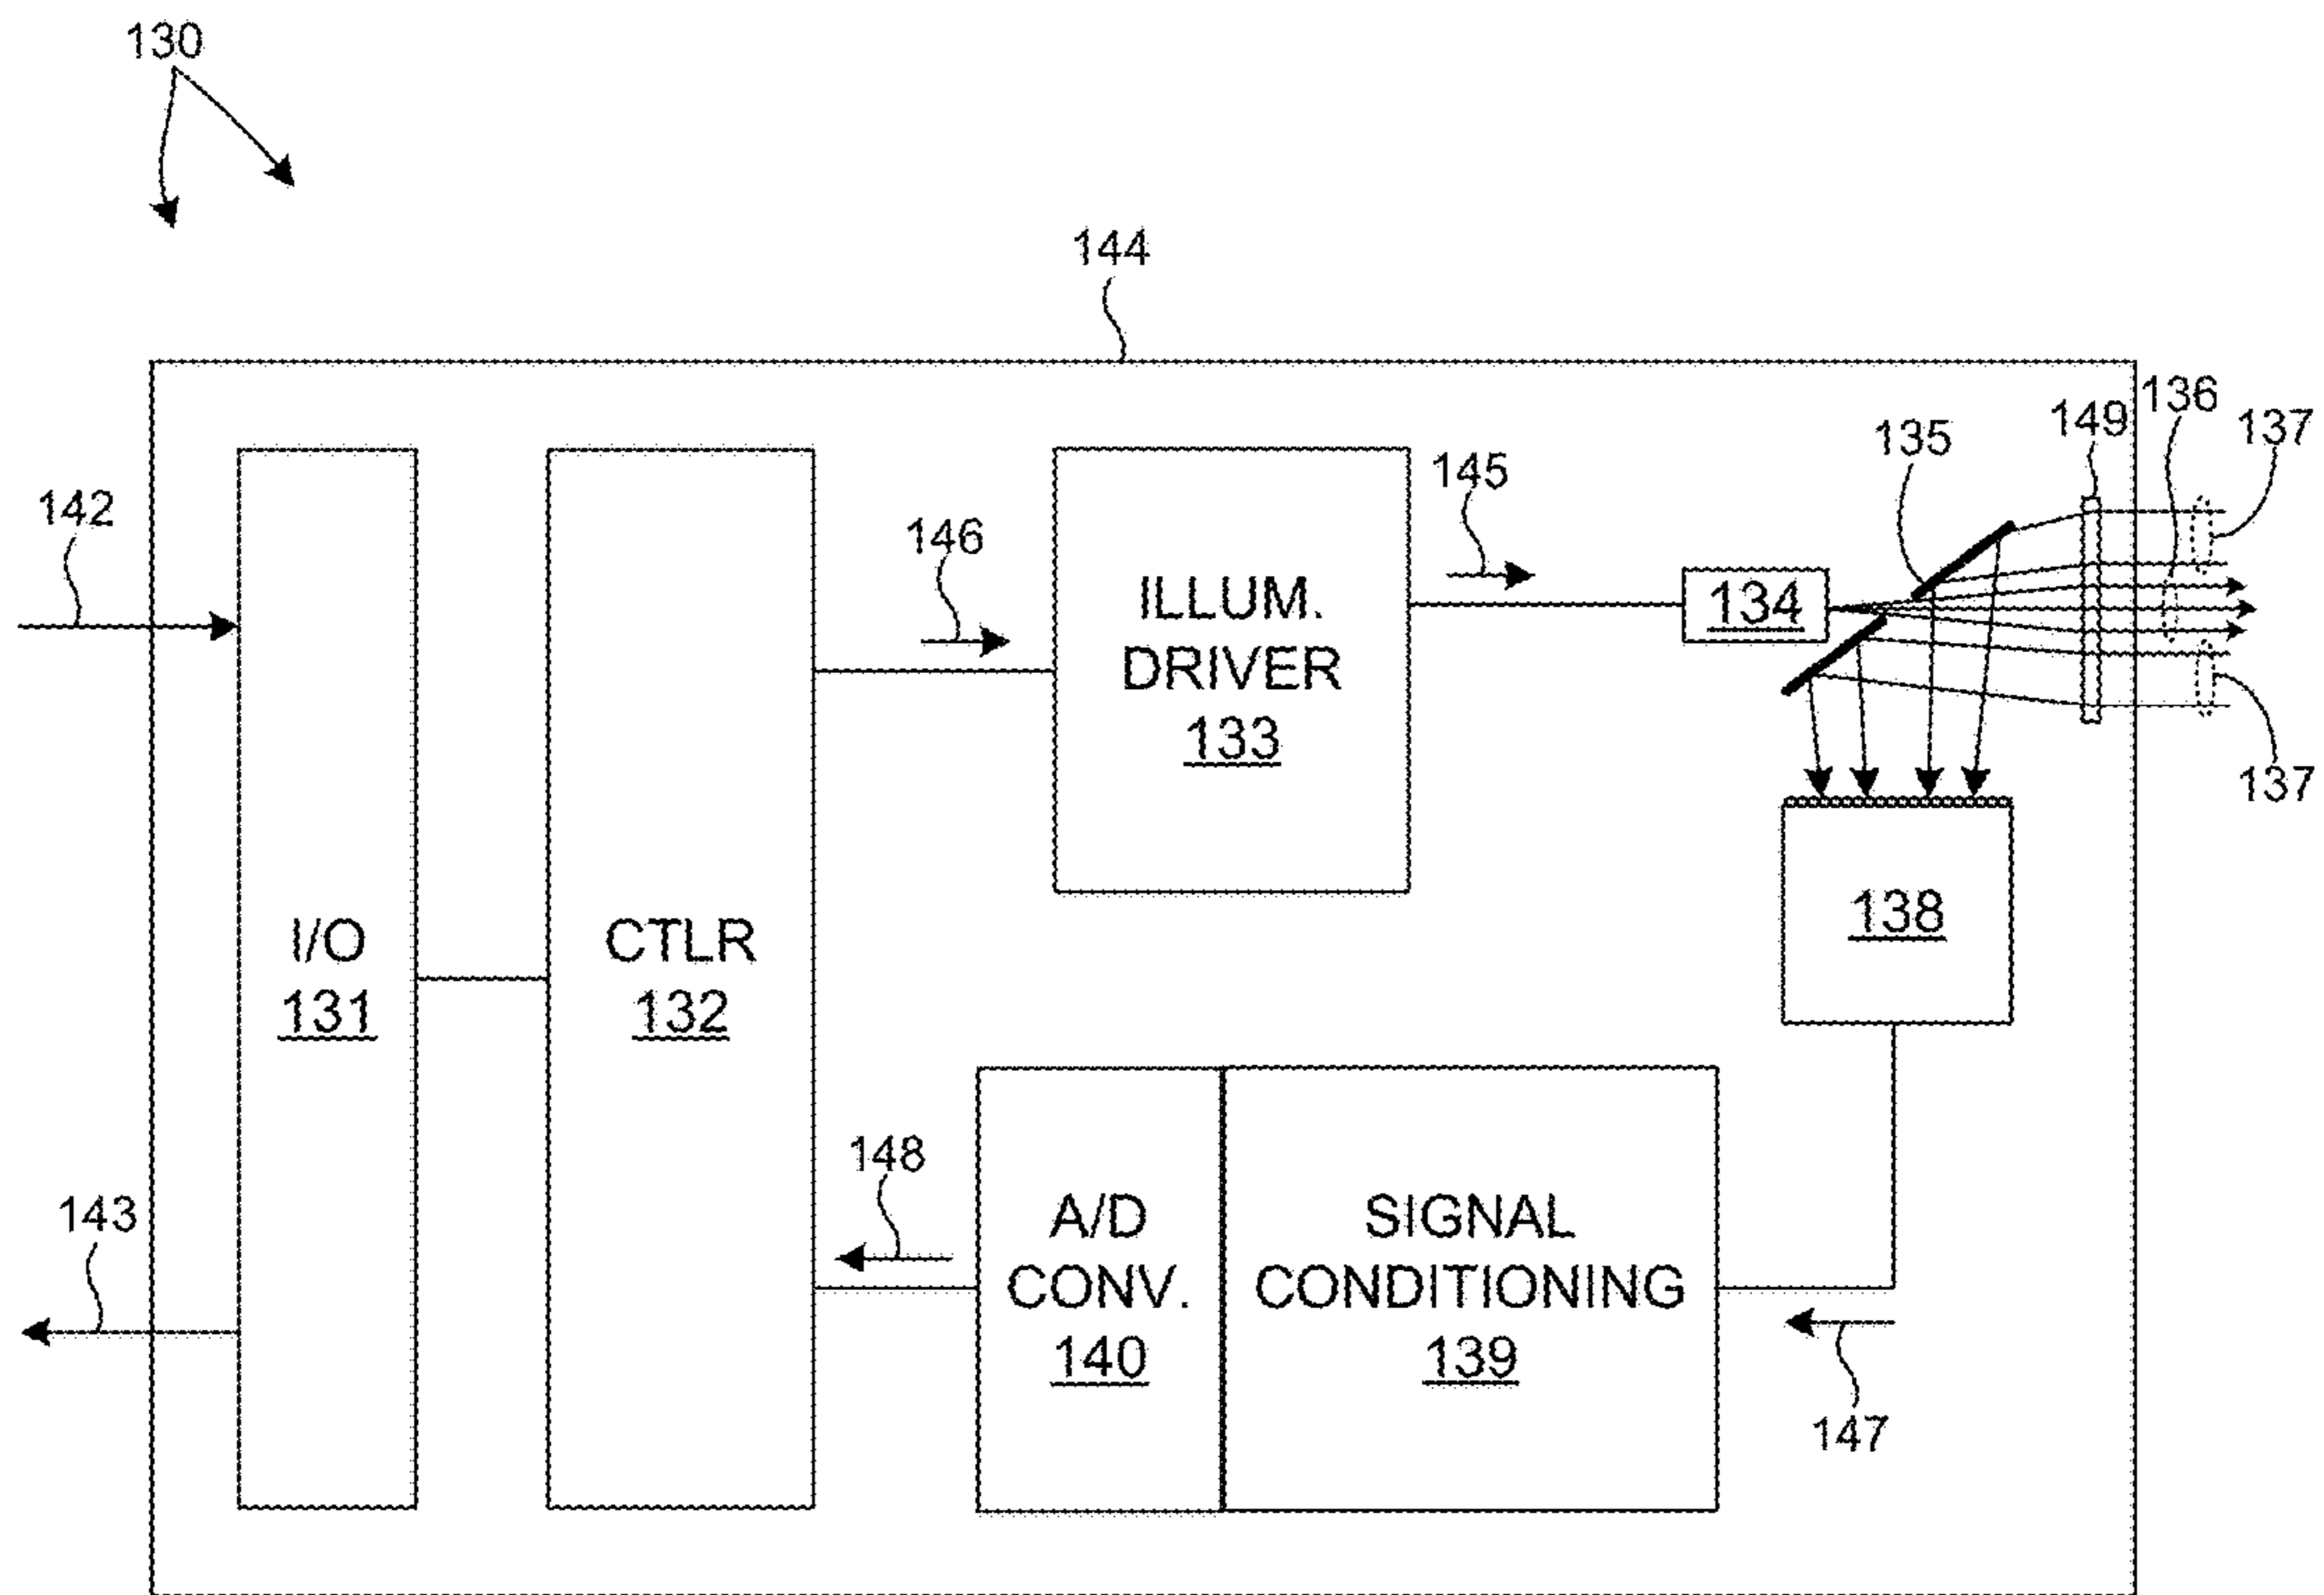 130
144
136
149
137
135
142
145
146
ILLUM.
DRIVER
133
134
137
138
I/O
131
CTLR
132
148
143
A/D
CONV.
140
SIGNAL
CONDITIONING
139
147